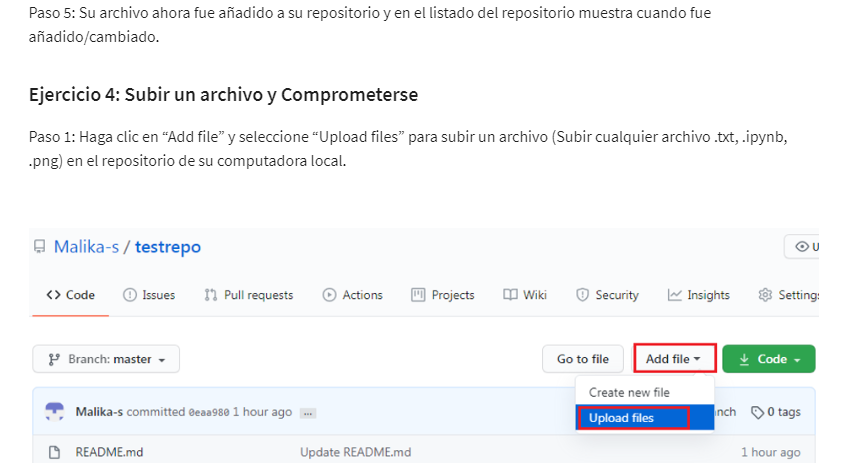 Paso 5: Su archivo ahora fue añadido a su repositorio y en el listado del repositorio muestra cuando fue
añadido/cambiado.
Ejercicio 4: Subir un archivo y Comprometerse
Paso 1: Haga clic en “Add file” y seleccione “Upload files” para subir un archivo (Subir cualquier archivo .txt, .ipynb,
.png) en el repositorio de su computadora local.
Malika-s / testrepo
Code Issues Pull requests Actions Projects Wiki Security Insights Settings
Branch: master Go to file Add file Code
Create new file
Malika-s committed 0eaa980 1 hour ago ... 0 tags
Upload files
README.md Update README.md 1 hour ago